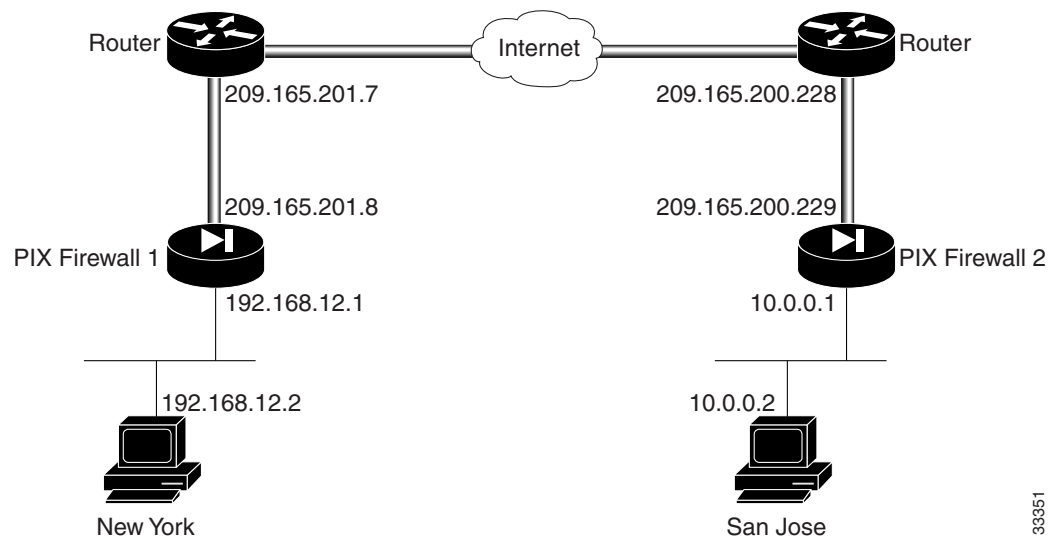 Router
Internet
Router
209.165.201.7
209.165.200.228
209.165.201.8
209.165.200.229
PIX Firewall 1
PIX Firewall 2
192.168.12.1
10.0.0.1
192.168.12.2
10.0.0.2
New York
San Jose
33351